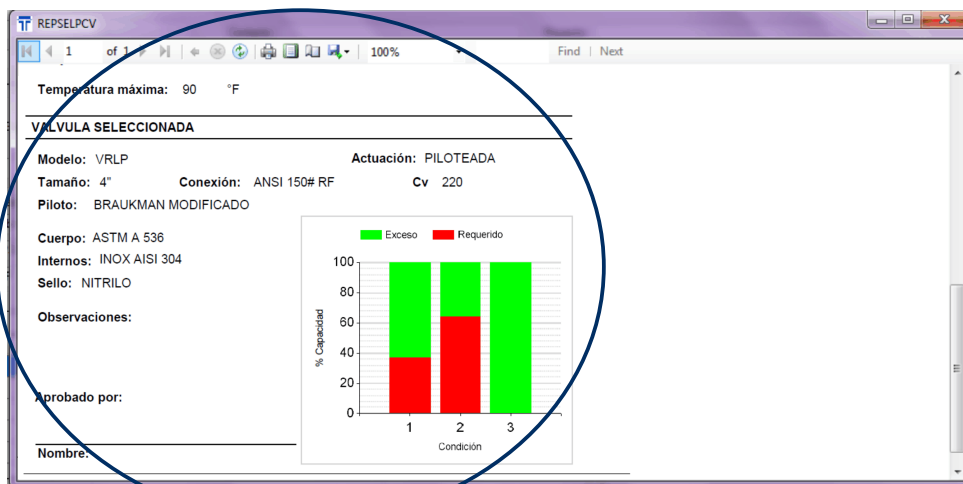 REPSELPCV
1 of 1 100% Find | Next
Temperatura máxima: 90 °F
VALVULA SELECCIONADA
Modelo: VRLP Actuación: PILOTEADA
Tamaño: 4" Conexión: ANSI 150# RF Cv 220
Piloto: BRAUKMAN MODIFICADO
Cuerpo: ASTM A 536
Internos: INOX AISI 304
Sello: NITRILO
Observaciones:
Aprobado por:
Nombre:
Exceso Requerido
100
80
60
40
20
0
% Capacidad
1 2 3
Condición